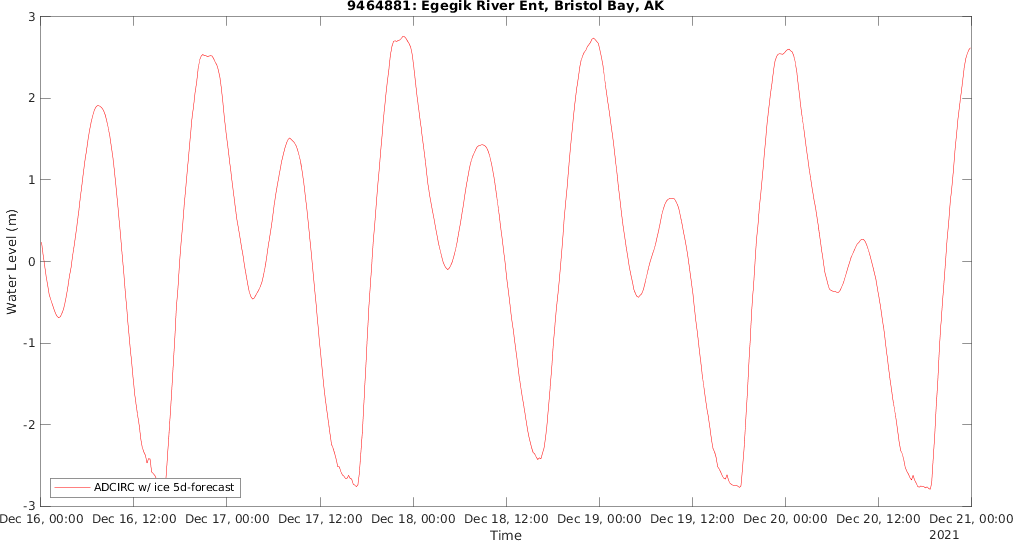 9464881: Egegik River Ent, Bristol Bay, AK
3
2
1
0
-1
-2
-3
Water Level (m)
ADCIRC w/ ice 5d-forecast
Dec 16, 00:00 Dec 16, 12:00 Dec 17, 00:00 Dec 17, 12:00 Dec 18, 00:00 Dec 18, 12:00 Dec 19, 00:00 Dec 19, 12:00 Dec 20, 00:00 Dec 20, 12:00 Dec 21, 00:00
Time
2021